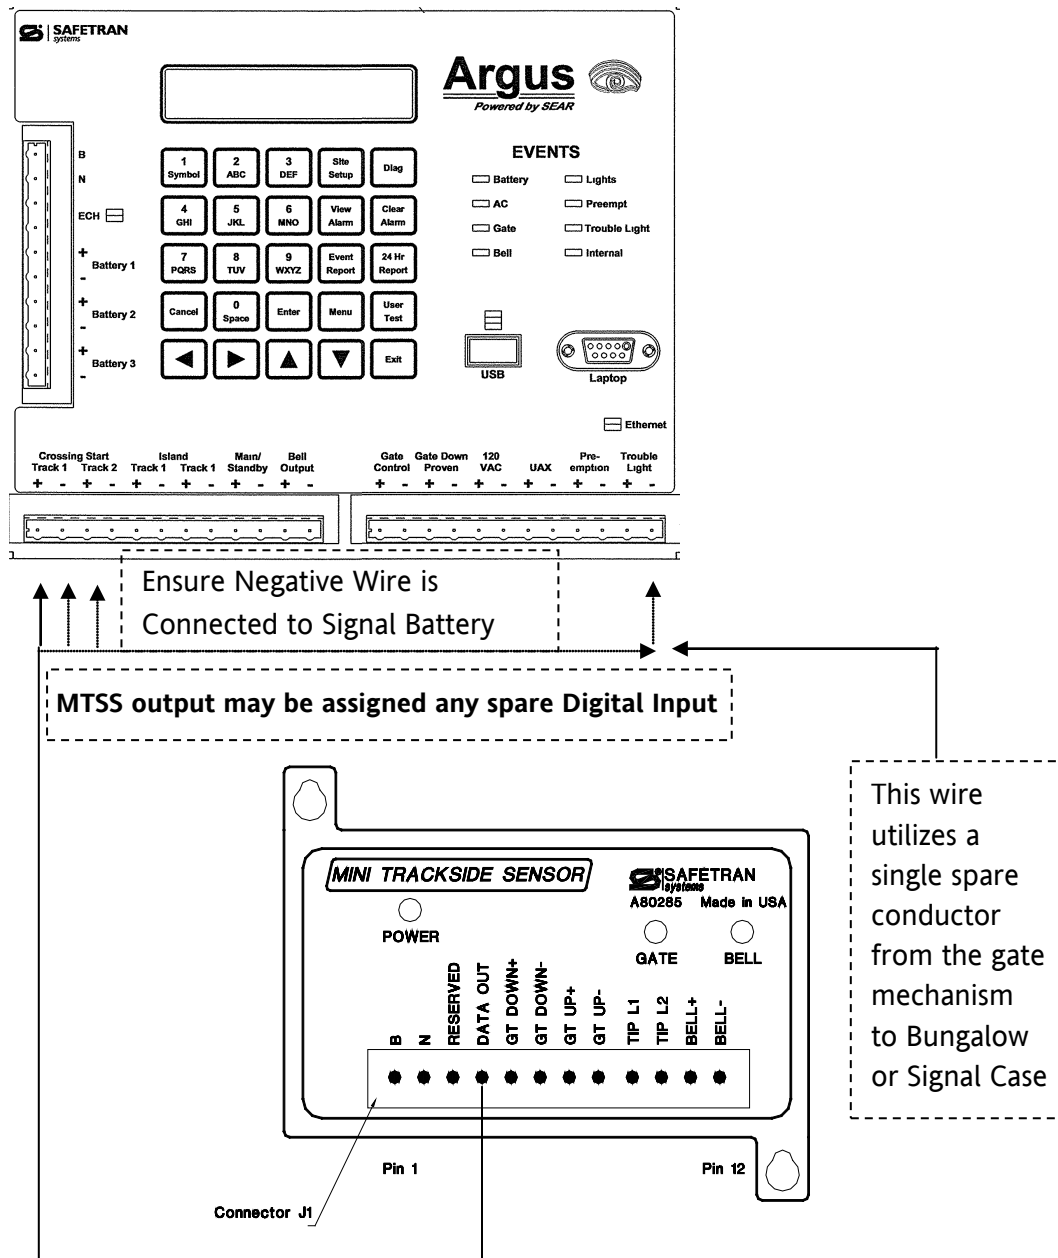 SAFETRAN
systems
Argus
Powered by SEAR
B
N
ECH
+
Battery 1
-
+
Battery 2
-
+
Battery 3
-
1
Symbol
2
ABC
3
DEF
Site
Setup
Diag
4
GHI
5
JKL
6
MNO
View
Alarm
Clear
Alarm
7
PQRS
8
TUV
9
WXYZ
Event
Report
24 Hr
Report
Cancel
0
Space
Enter
Menu
User
Test
Exit
EVENTS
Battery
Lights
AC
Preempt
Gate
Trouble Light
Bell
Internal
USB
Laptop
Ethernet
Crossing Start
Track 1 Track 2
Island
Track 1 Track 1
Main/
Standby
Bell
Output
Gate
Control
Gate Down
Proven
120
VAC
UAX
Pre-
emption
Trouble
Light
+ - + - + - + - + - + -
+ - + - + - + - + - + -
Ensure Negative Wire is
Connected to Signal Battery
MTSS output may be assigned any spare Digital Input
This wire
utilizes a
single spare
conductor
from the gate
mechanism
to Bungalow
or Signal Case
MINI TRACKSIDE SENSOR
SAFETRAN
systems
A80285 Made in USA
POWER
GATE
BELL
B
N
RESERVED
DATA OUT
GT DOWN+
GT DOWN-
GT UP+
GT UP-
TIP L1
TIP L2
BELL+
BELL-
Pin 1
Pin 12
Connector J1